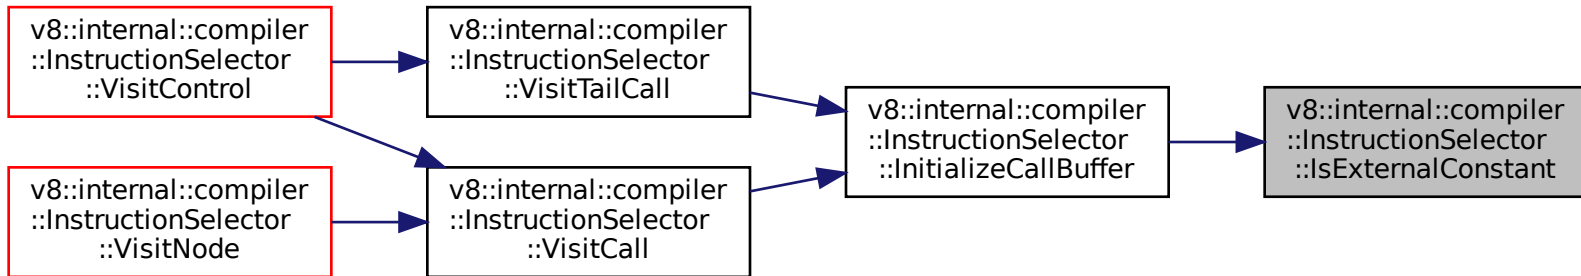 v8::internal::compiler
::InstructionSelector
::VisitControl
v8::internal::compiler
::InstructionSelector
::VisitTailCall
v8::internal::compiler
::InstructionSelector
::InitializeCallBuffer
v8::internal::compiler
::InstructionSelector
::IsExternalConstant
v8::internal::compiler
::InstructionSelector
::VisitNode
v8::internal::compiler
::InstructionSelector
::VisitCall